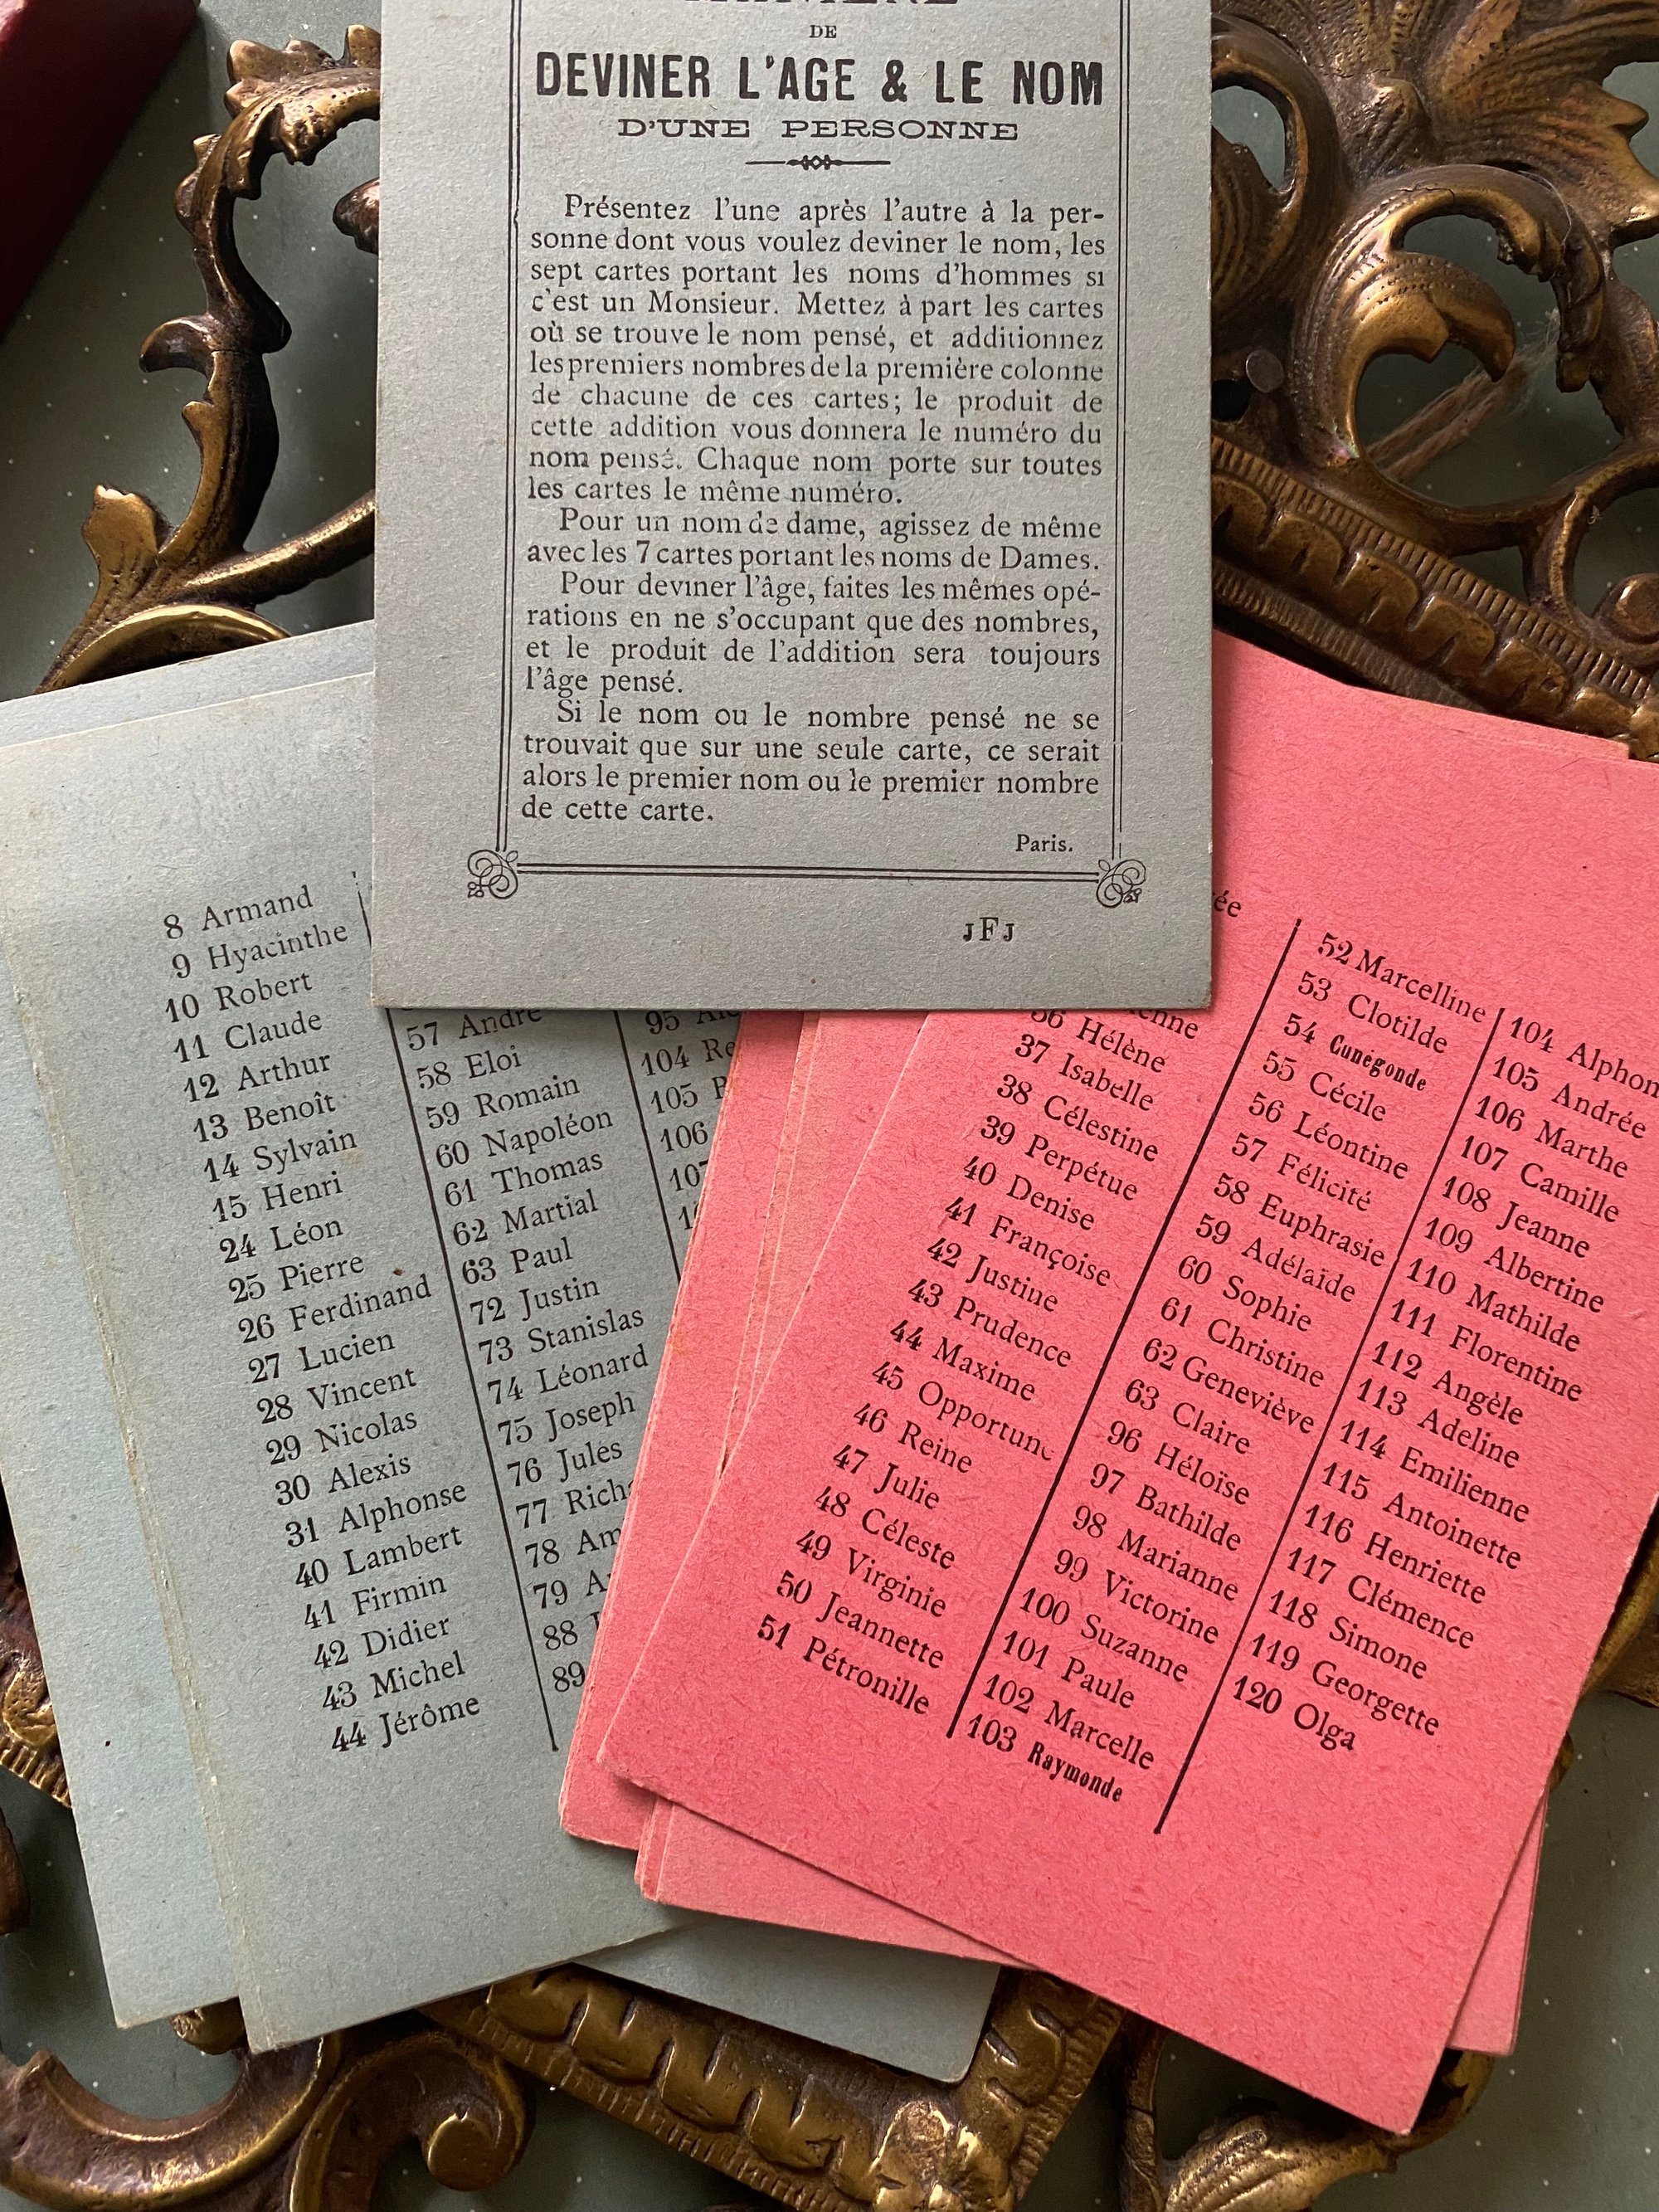 DE
DEVINER L'AGE & LE NOM
D'UNE PERSONNE
Présentez l'une après l'autre à la per-
sonne dont vous voulez deviner le nom, les
sept cartes portant les noms d'hommes si
c'est un Monsieur. Mettez à part les cartes
où se trouve le nom pensé, et additionnez
les premiers nombres de la première colonne
de chacune de ces cartes; le produit de
cette addition vous donnera le numéro du
nom pensé. Chaque nom porte sur toutes
les cartes le même numéro.
Pour un nom de dame, agissez de même
avec les 7 cartes portant les noms de Dames.
Pour deviner l'âge, faites les mêmes opé-
rations en ne s'occupant que des nombres,
et le produit de l'addition sera toujours
l'âge pensé.
Si le nom ou le nombre pensé ne se
trouvait que sur une seule carte, ce serait
alors le premier nom ou le premier nombre
de cette carte.
Paris.
JFJ
8 Armand
9 Hyacinthe
10 Robert
11 Claude
12 Arthur
13 Benoît
14 Sylvain
15 Henri
24 Léon
25 Pierre
26 Ferdinand
27 Lucien
28 Vincent
29 Nicolas
30 Alexis
31 Alphonse
40 Lambert
41 Firmin
42 Didier
43 Michel
44 Jérôme
57 André
58 Eloi
59 Romain
60 Napoléon
61 Thomas
62 Martial
63 Paul
72 Justin
73 Stanislas
74 Léonard
75 Joseph
76 Jules
77
78
79
88
89
95
104
105
106
107
36 Hélène
37 Isabelle
38 Célestine
39 Perpétue
40 Denise
41 Françoise
42 Justine
43 Prudence
44 Maxime
45 Opportune
46 Reine
47 Julie
48 Céleste
49 Virginie
50 Jeannette
51 Pétronille
52 Marcelline
53 Clotilde
54 Cunégonde
55 Cécile
56 Léontine
57 Félicité
58 Euphrasie
59 Adélaïde
60 Sophie
61 Christine
62 Geneviève
63 Claire
96 Héloïse
97 Bathilde
98 Marianne
99 Victorine
100 Suzanne
101 Paule
102 Marcelle
103 Raymonde
104 Alphon
105 Andrée
106 Marthe
107 Camille
108 Jeanne
109 Albertine
110 Mathilde
111 Florentine
112 Angèle
113 Adeline
114 Emilienne
115 Antoinette
116 Henriette
117 Clémence
118 Simone
119 Georgette
120 Olga